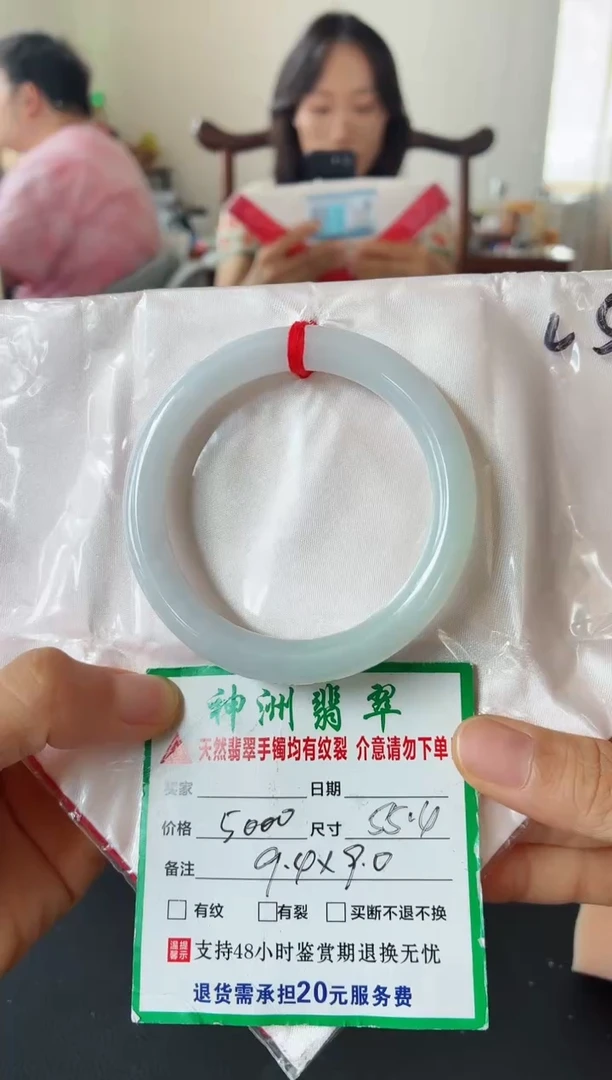 神洲翡翠
天然翡翠手镯均有纹裂 介意请勿下单
买家 日期
价格 5000 尺寸 55.4
备注 9.4×9.0
有纹 有裂 买断不退不换
温馨提示 支持48小时鉴赏期退换无忧
退货需承担20元服务费